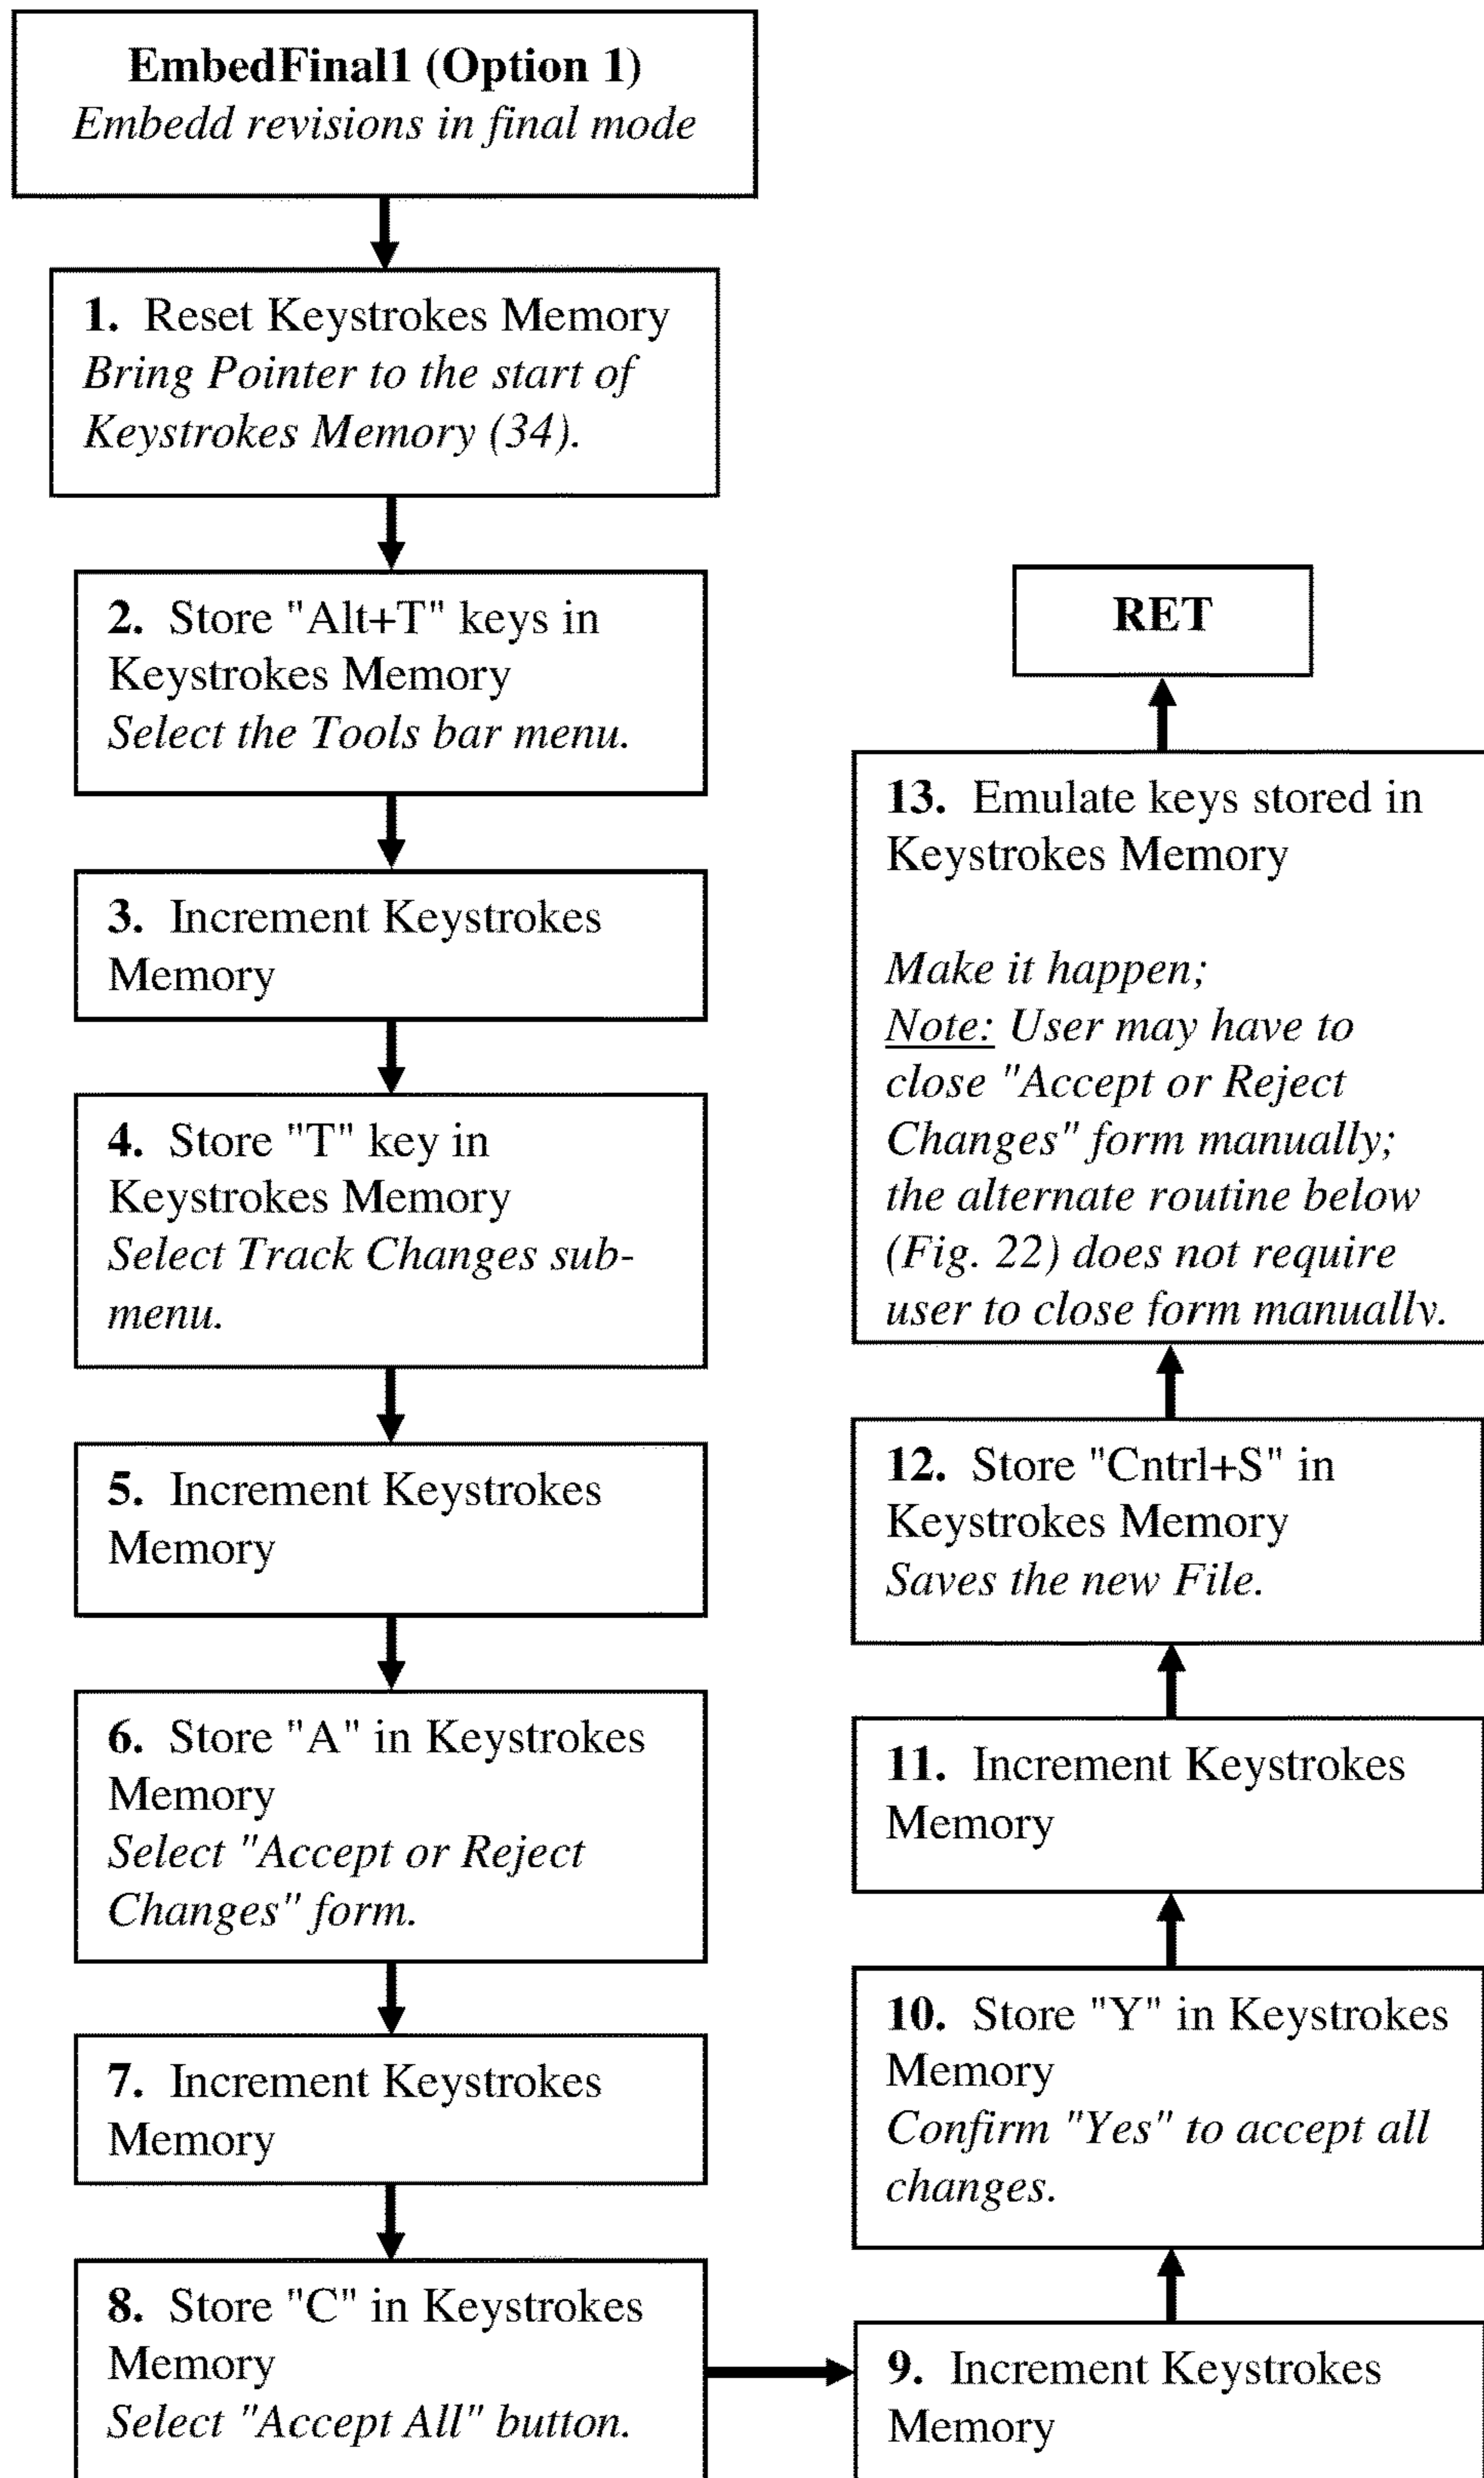 EmbedFinal1 (Option 1)
Embedd revisions in final mode
1. Reset Keystrokes Memory
Bring Pointer to the start of
Keystrokes Memory (34).
2. Store "Alt+T" keys in
Keystrokes Memory
Select the Tools bar menu.
3. Increment Keystrokes
Memory
4. Store "T" key in
Keystrokes Memory
Select Track Changes sub-
menu.
5. Increment Keystrokes
Memory
6. Store "A" in Keystrokes
Memory
Select "Accept or Reject
Changes" form.
7. Increment Keystrokes
Memory
8. Store "C" in Keystrokes
Memory
Select "Accept All" button.
9. Increment Keystrokes
Memory
10. Store "Y" in Keystrokes
Memory
Confirm "Yes" to accept all
changes.
11. Increment Keystrokes
Memory
12. Store "Cntrl+S" in
Keystrokes Memory
Saves the new File.
13. Emulate keys stored in
Keystrokes Memory
Make it happen;
Note: User may have to
close "Accept or Reject
Changes" form manually;
the alternate routine below
(Fig. 22) does not require
user to close form manually.
RET